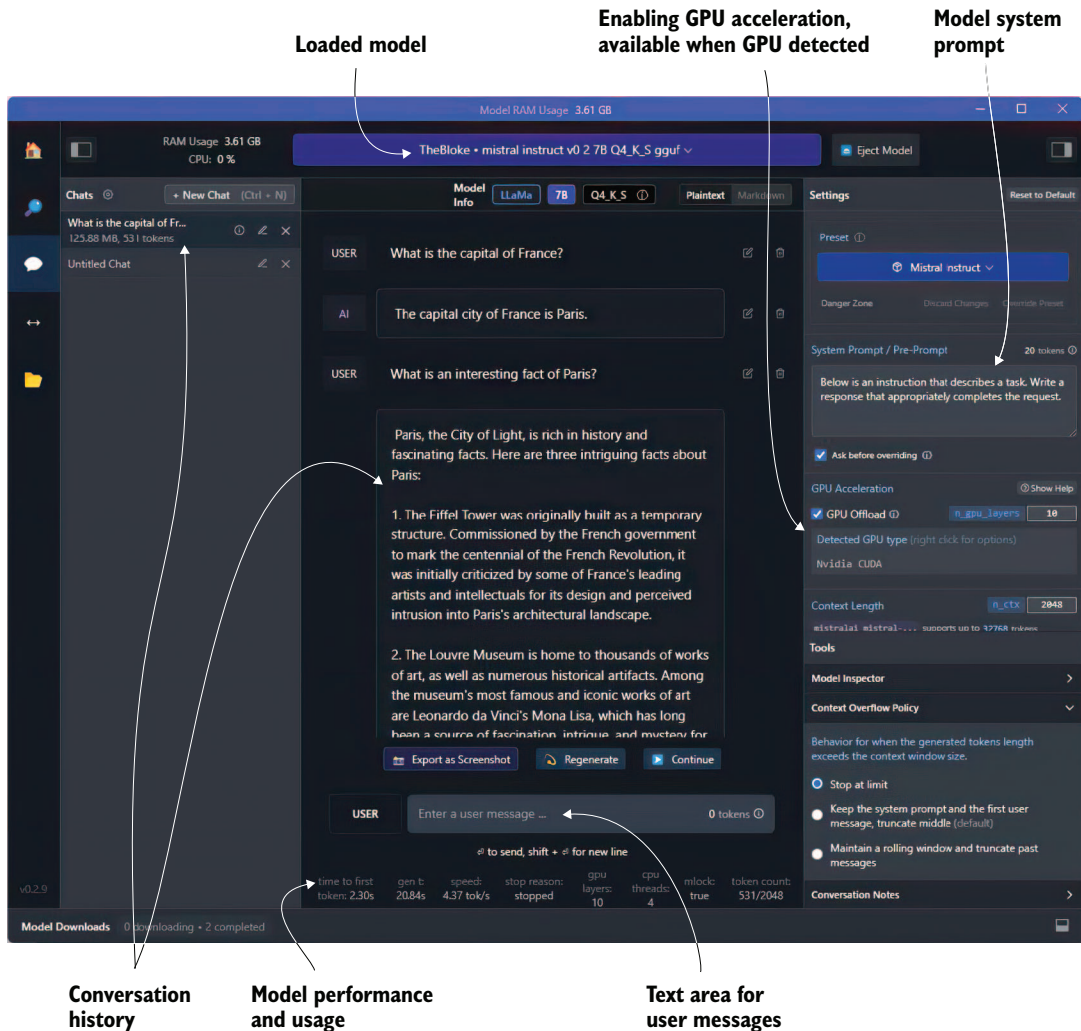 Enabling GPU acceleration,
available when GPU detected
Model system
prompt
Loaded model
Model RAM Usage 3.61 GB
RAM Usage 3.61 GB
CPU: 0 %
TheBloke • mistral instruct v0 2 7B Q4_K_S gguf
Eject Model
Chats
+ New Chat (Ctrl + N)
What is the capital of Fr...
125.88 MB, 531 tokens
Untitled Chat
Model
Info
LLaMa
7B
Q4_K_S
Plaintext
Markdown
USER
What is the capital of France?
AI
The capital city of France is Paris.
USER
What is an interesting fact of Paris?
Paris, the City of Light, is rich in history and
fascinating facts. Here are three intriguing facts about
Paris:
1. The Eiffel Tower was originally built as a temporary
structure. Commissioned by the French government
to mark the centennial of the French Revolution, it
was initially criticized by some of France's leading
artists and intellectuals for its design and perceived
intrusion into Paris's architectural landscape.
2. The Louvre Museum is home to thousands of works
of art, as well as numerous historical artifacts. Among
the museum's most famous and iconic works of art
are Leonardo da Vinci's Mona Lisa, which has long
been a source of fascination, intrigue, and mystery for
Export as Screenshot
Regenerate
Continue
USER
Enter a user message ...
0 tokens
⏎ to send, shift + ⏎ for new line
time to first
token: 2.30s
gen t:
20.84s
speed:
4.37 tok/s
stop reason:
stopped
gpu
layers:
10
cpu
threads:
4
mlock:
true
token count:
531/2048
Settings
Reset to Default
Preset
Mistral Instruct
Danger Zone
Discard Changes
Override Preset
System Prompt / Pre-Prompt
20 tokens
Below is an instruction that describes a task. Write a
response that appropriately completes the request.
Ask before overriding
GPU Acceleration
Show Help
GPU Offload
n_gpu_layers
10
Detected GPU type (right click for options)
Nvidia CUDA
Context Length
n_ctx
2048
mistralai mistral-... supports up to 32768 tokens
Tools
Model Inspector
Context Overflow Policy
Behavior for when the generated tokens length
exceeds the context window size.
Stop at limit
Keep the system prompt and the first user
message, truncate middle (default)
Maintain a rolling window and truncate past
messages
Conversation Notes
v0.2.9
Model Downloads 0 downloading • 2 completed
Conversation
history
Model performance
and usage
Text area for
user messages